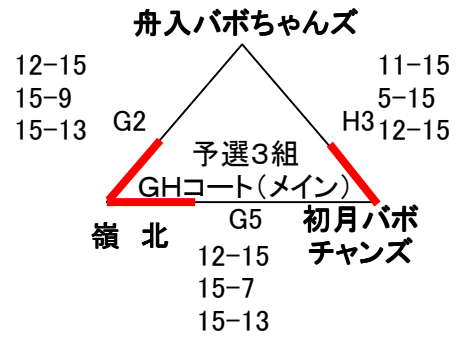 舟入バボちゃんズ
12-15
15-9
15-13
G2
11-15
5-15
12-15
H3
予選3組
GHコート(メイン)
G5
嶺 北
初月バボ
チャンズ
12-15
15-7
15-13